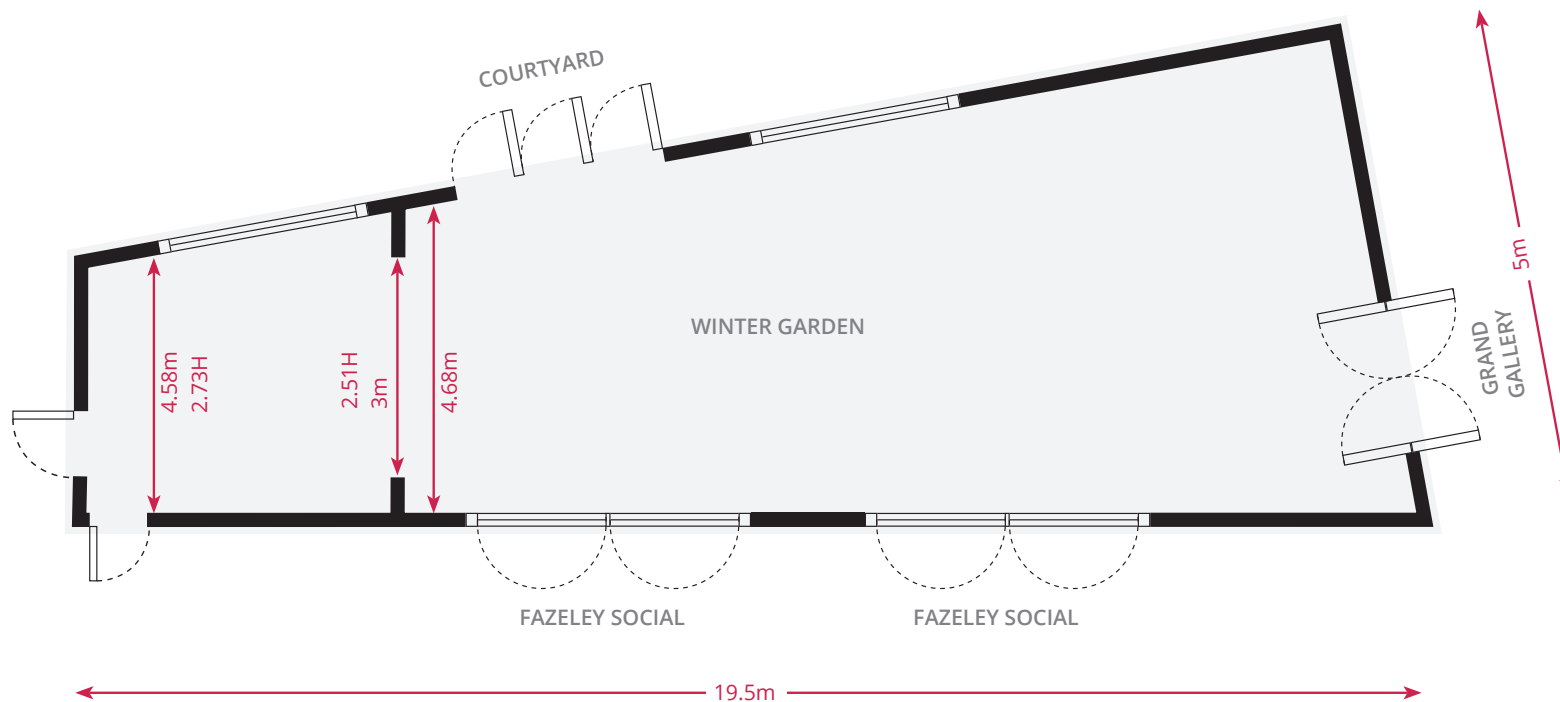 COURTYARD
WINTER GARDEN
4.58m
2.73H
2.51H
3m
4.68m
5m
GRAND
GALLERY
FAZELEY SOCIAL
FAZELEY SOCIAL
19.5m